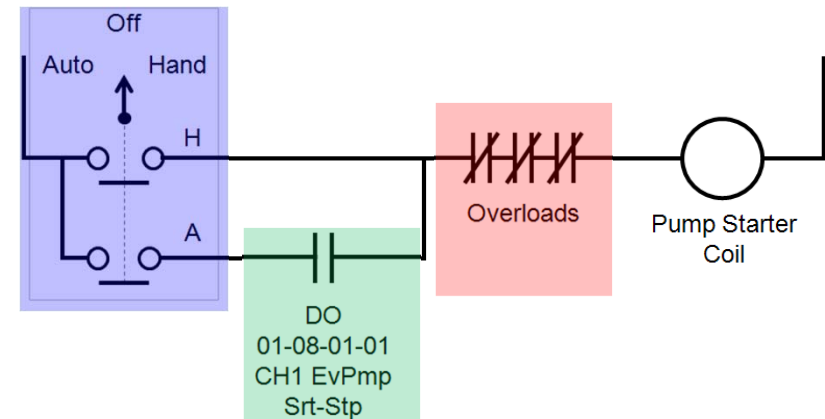 Off
Auto Hand
H
A
Overloads
Pump Starter
Coil
DO
01-08-01-01
CH1 EvPmp
Srt-Stp